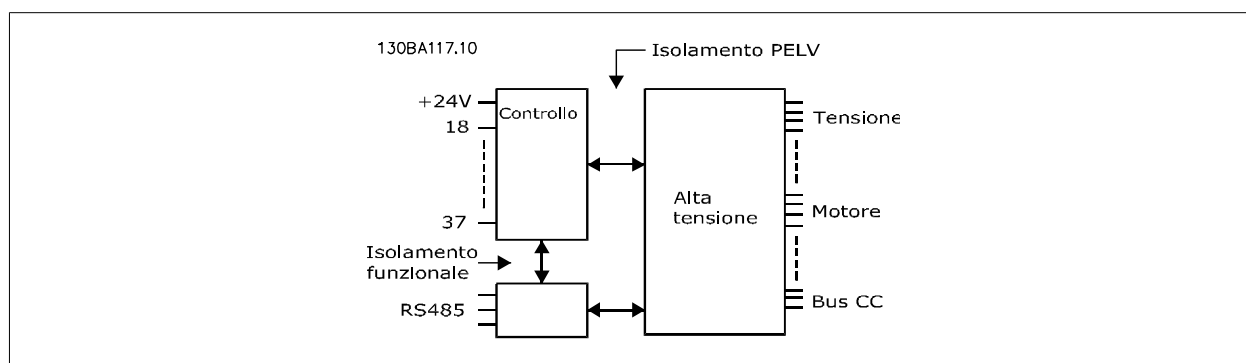 130BA117.10
Isolamento PELV
+24V
Controllo
18
Tensione
Alta
tensione
Motore
37
Isolamento
funzionale
RS485
Bus CC